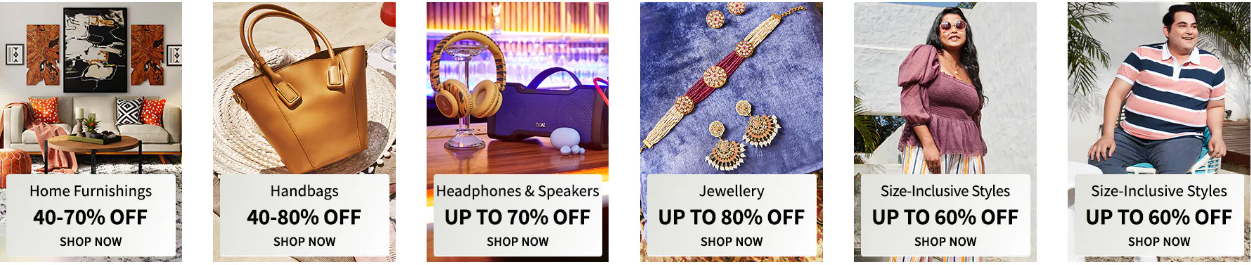 Home Furnishings
40-70% OFF
SHOP NOW
Handbags
40-80% OFF
SHOP NOW
Headphones & Speakers
UP TO 70% OFF
SHOP NOW
Jewellery
UP TO 80% OFF
SHOP NOW
Size-Inclusive Styles
UP TO 60% OFF
SHOP NOW
Size-Inclusive Styles
UP TO 60% OFF
SHOP NOW